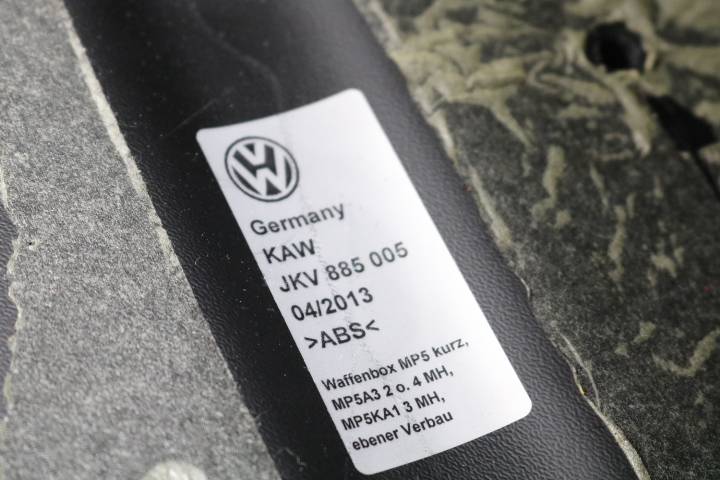 Germany
KAW
JKV 885 005
04/2013
>ABS<
Waffenbox MP5 kurz,
MP5A3 2 o. 4 MH,
MP5KA1 3 MH,
ebener Verbau